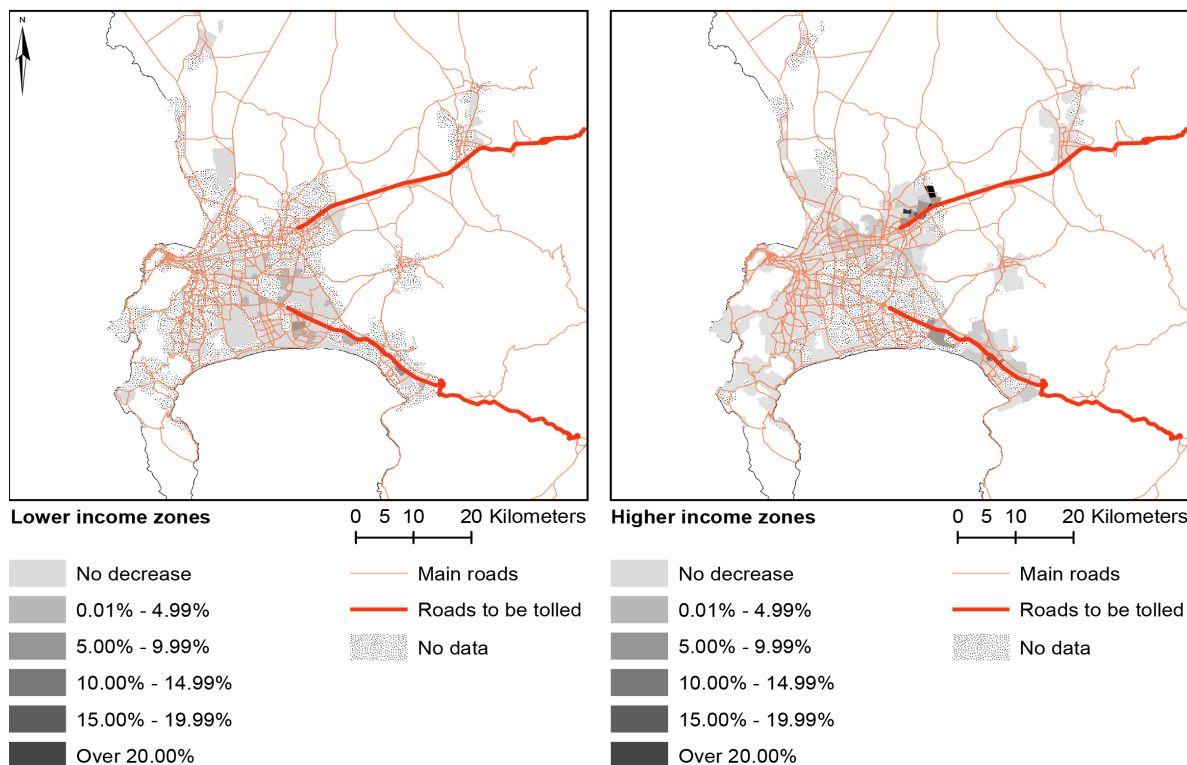 N
Lower income zones
0 5 10 20 Kilometers
No decrease
0.01% - 4.99%
5.00% - 9.99%
10.00% - 14.99%
15.00% - 19.99%
Over 20.00%
Main roads
Roads to be tolled
No data
Higher income zones
0 5 10 20 Kilometers
No decrease
0.01% - 4.99%
5.00% - 9.99%
10.00% - 14.99%
15.00% - 19.99%
Over 20.00%
Main roads
Roads to be tolled
No data